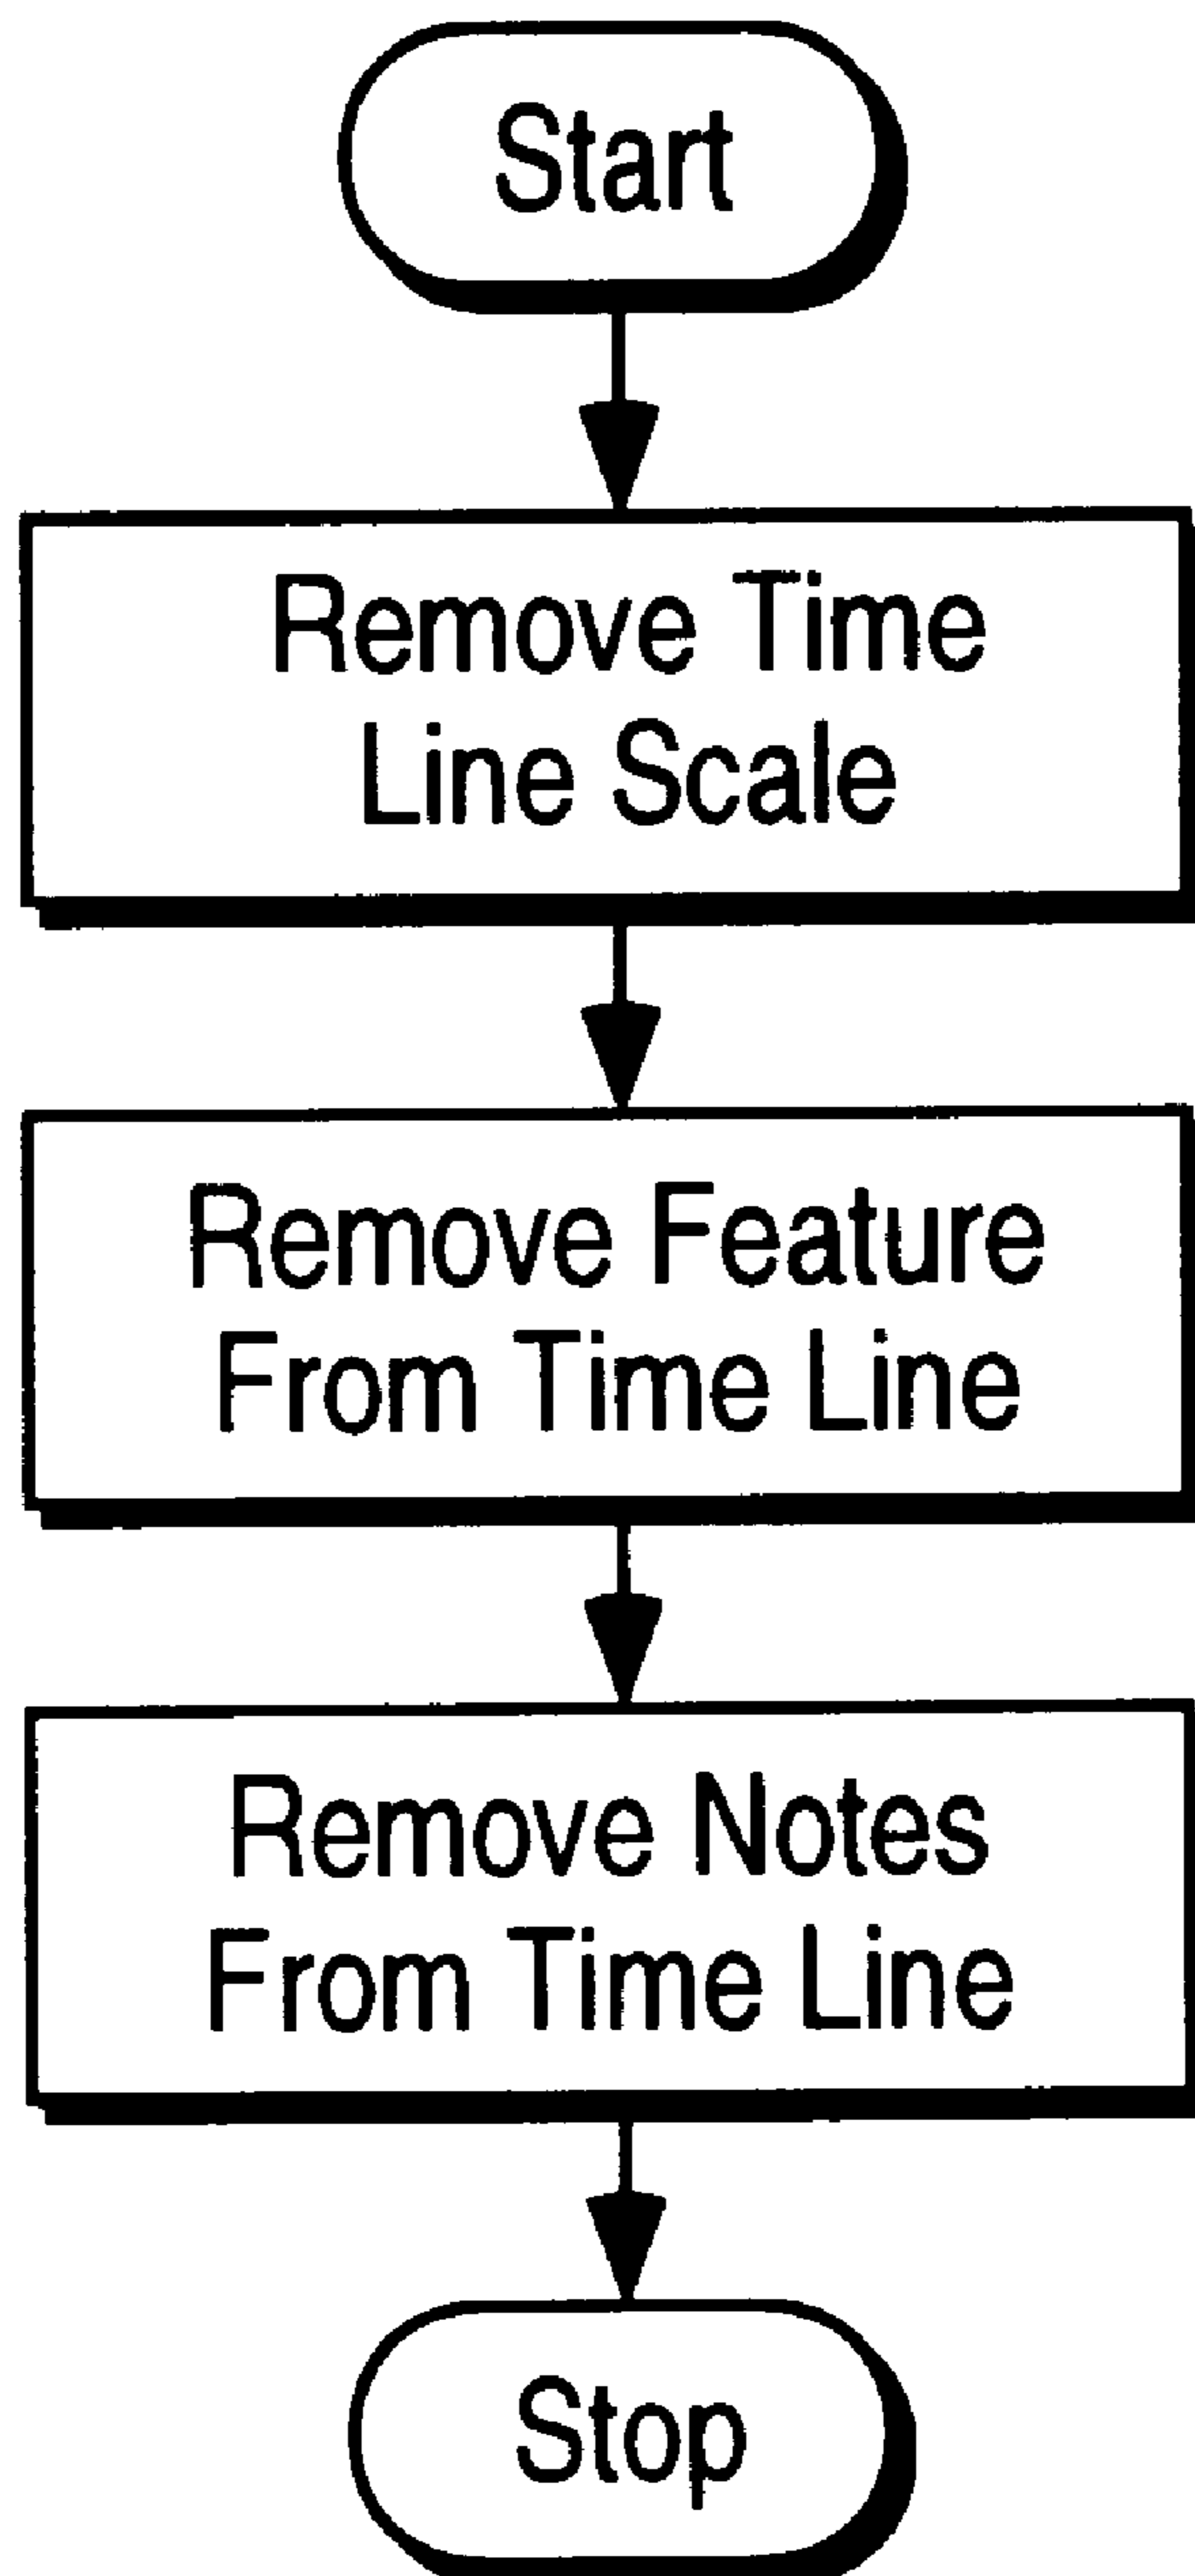 Start
Remove Time
Line Scale
Remove Feature
From Time Line
Remove Notes
From Time Line
Stop